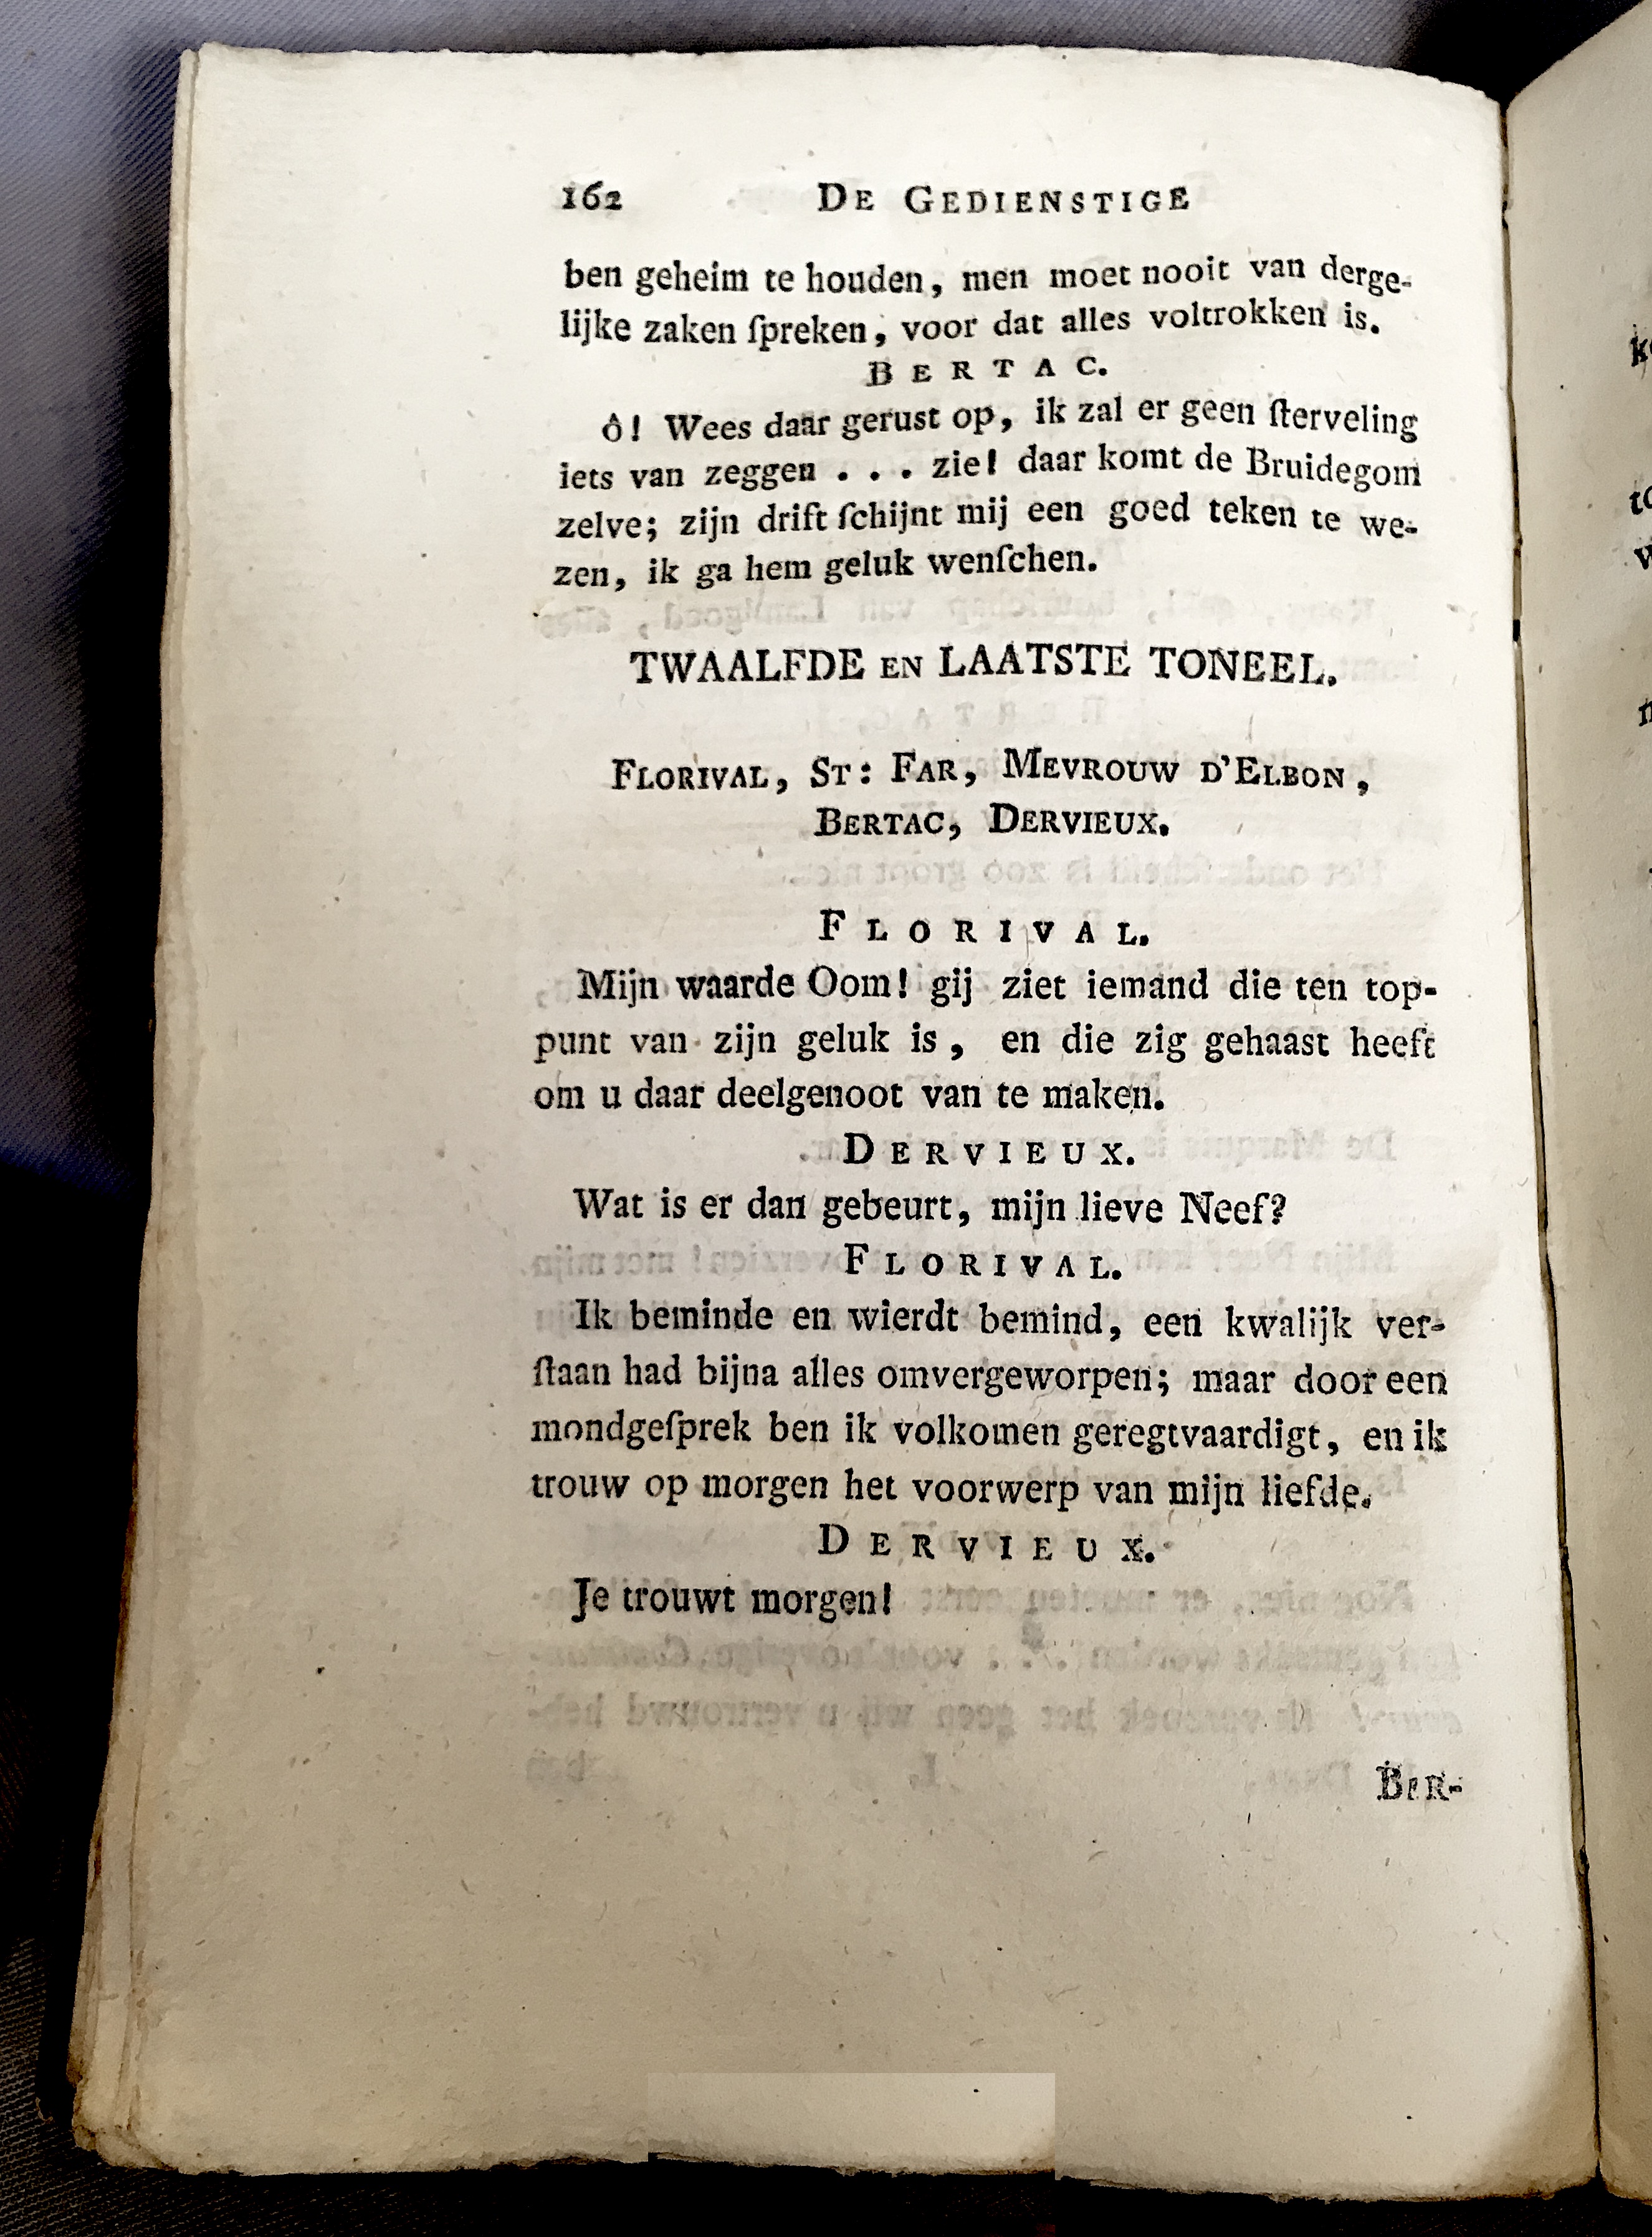 162 DE GEDIENSTIGE
ben geheim te houden, men moet nooit van derge-
lijke zaken ſpreken, voor dat alles voltrokken is.
BERTAC.
ô! Wees daar gerust op, ik zal er geen ſterveling
iets van zeggen . . . zie! daar komt de Bruidegom
zelve; zijn drift ſchijnt mij een goed teken te we-
zen, ik ga hem geluk wenſchen.
TWAALFDE EN LAATSTE TONEEL.
FLORIVAL, ST: FAR, MEVROUW D'ELBON,
BERTAC, DERVIEUX.
FLORIVAL.
Mijn waarde Oom! gij ziet iemand die ten top-
punt van zijn geluk is, en die zig gehaast heeft
om u daar deelgenoot van te maken.
DERVIEUX.
Wat is er dan gebeurt, mijn lieve Neef?
FLORIVAL.
Ik beminde en wierdt bemind, een kwalijk ver-
ſtaan had bijna alles omvergeworpen; maar door een
mondgeſprek ben ik volkomen geregtvaardigt, en ik
trouw op morgen het voorwerp van mijn liefde.
DERVIEUX.
Je trouwt morgen!
BER-